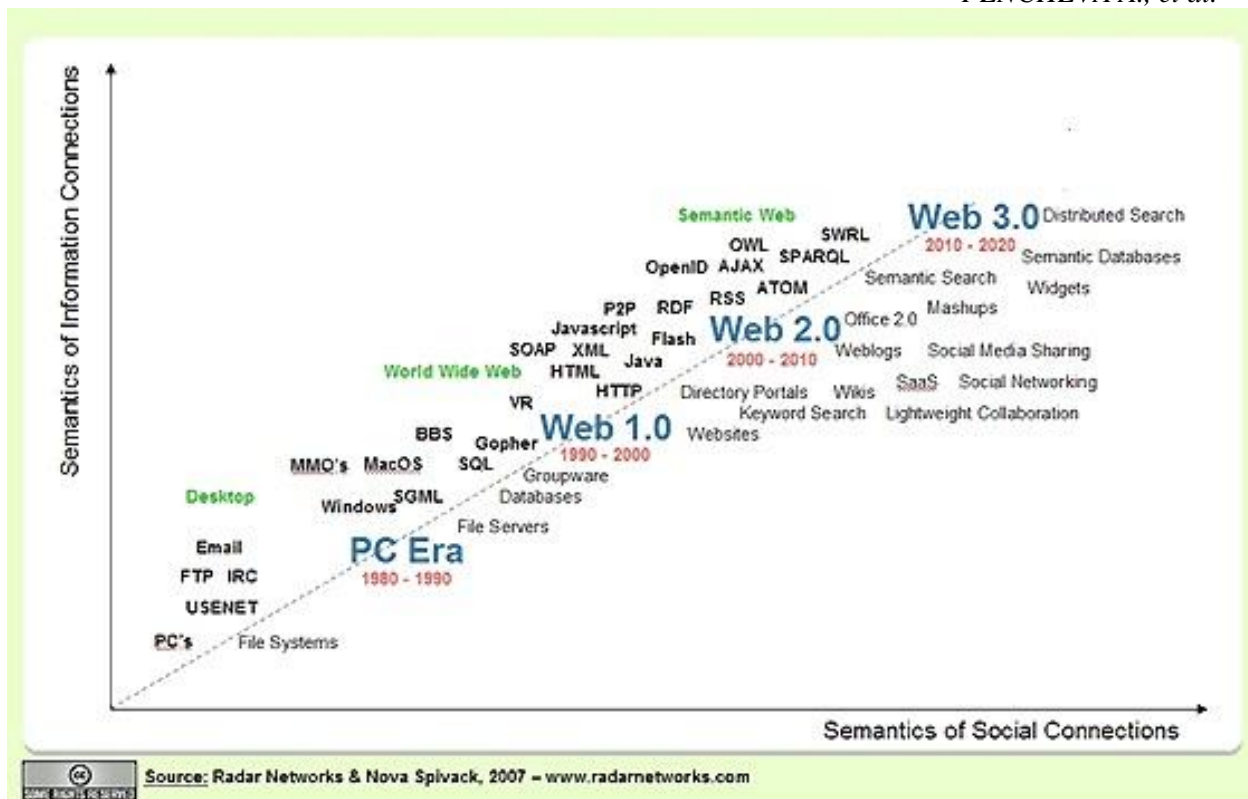 Semantics of Information Connections
Semantic Web
Web 3.0 Distributed Search
2010 - 2020
SWRL
OWL
SPARQL
Semantic Databases
OpenID AJAX
Semantic Search
Widgets
ATOM
P2P RDF RSS
Mashups
Javascript
Flash
Web 2.0
Office 2.0
2000 - 2010
SOAP XML
Java
Weblogs
Social Media Sharing
World Wide Web
HTML
HTTP
Directory Portals
Wikis
SaaS
Social Networking
VR
Keyword Search
Lightweight Collaboration
Web 1.0
Websites
1990 - 2000
BBS
Gopher
MMO's MacOS SQL
Groupware
Desktop
Windows
SGML
Databases
File Servers
PC Era
1980 - 1990
Email
FTP IRC
USENET
PC's
File Systems
Semantics of Social Connections
cc
SOME RIGHTS RESERVED
Source: Radar Networks & Nova Spivack, 2007 – www.radarnetworks.com